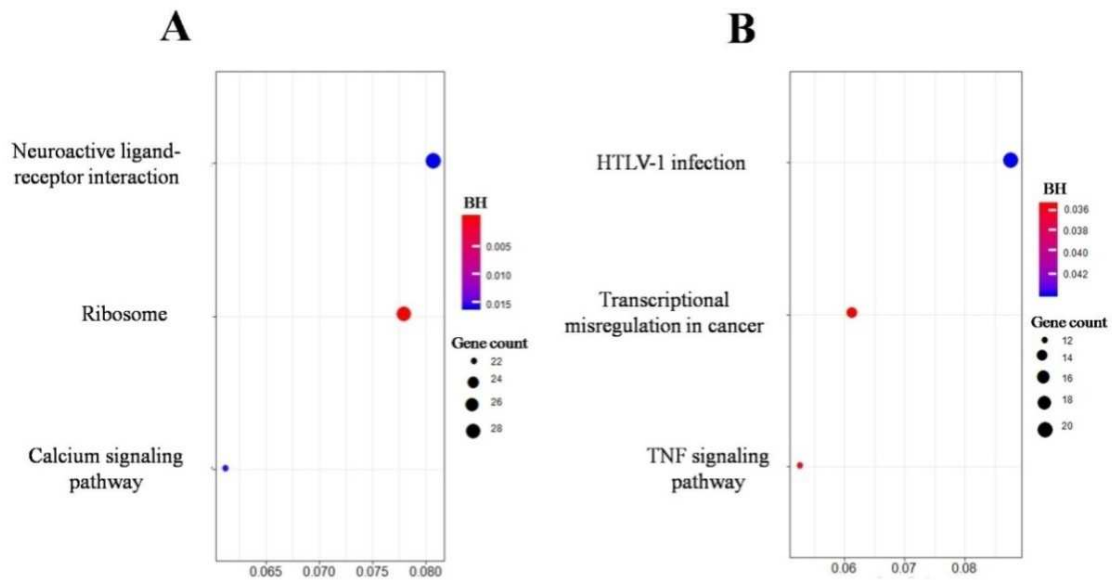 A
Neuroactive ligand-
receptor interaction
Ribosome
Calcium signaling
pathway
0.065 0.070 0.075 0.080
BH
0.005
0.010
0.015
Gene count
22
24
26
28
B
HTLV-1 infection
Transcriptional
misregulation in cancer
TNF signaling
pathway
0.06 0.07 0.08
BH
0.036
0.038
0.040
0.042
Gene count
12
14
16
18
20